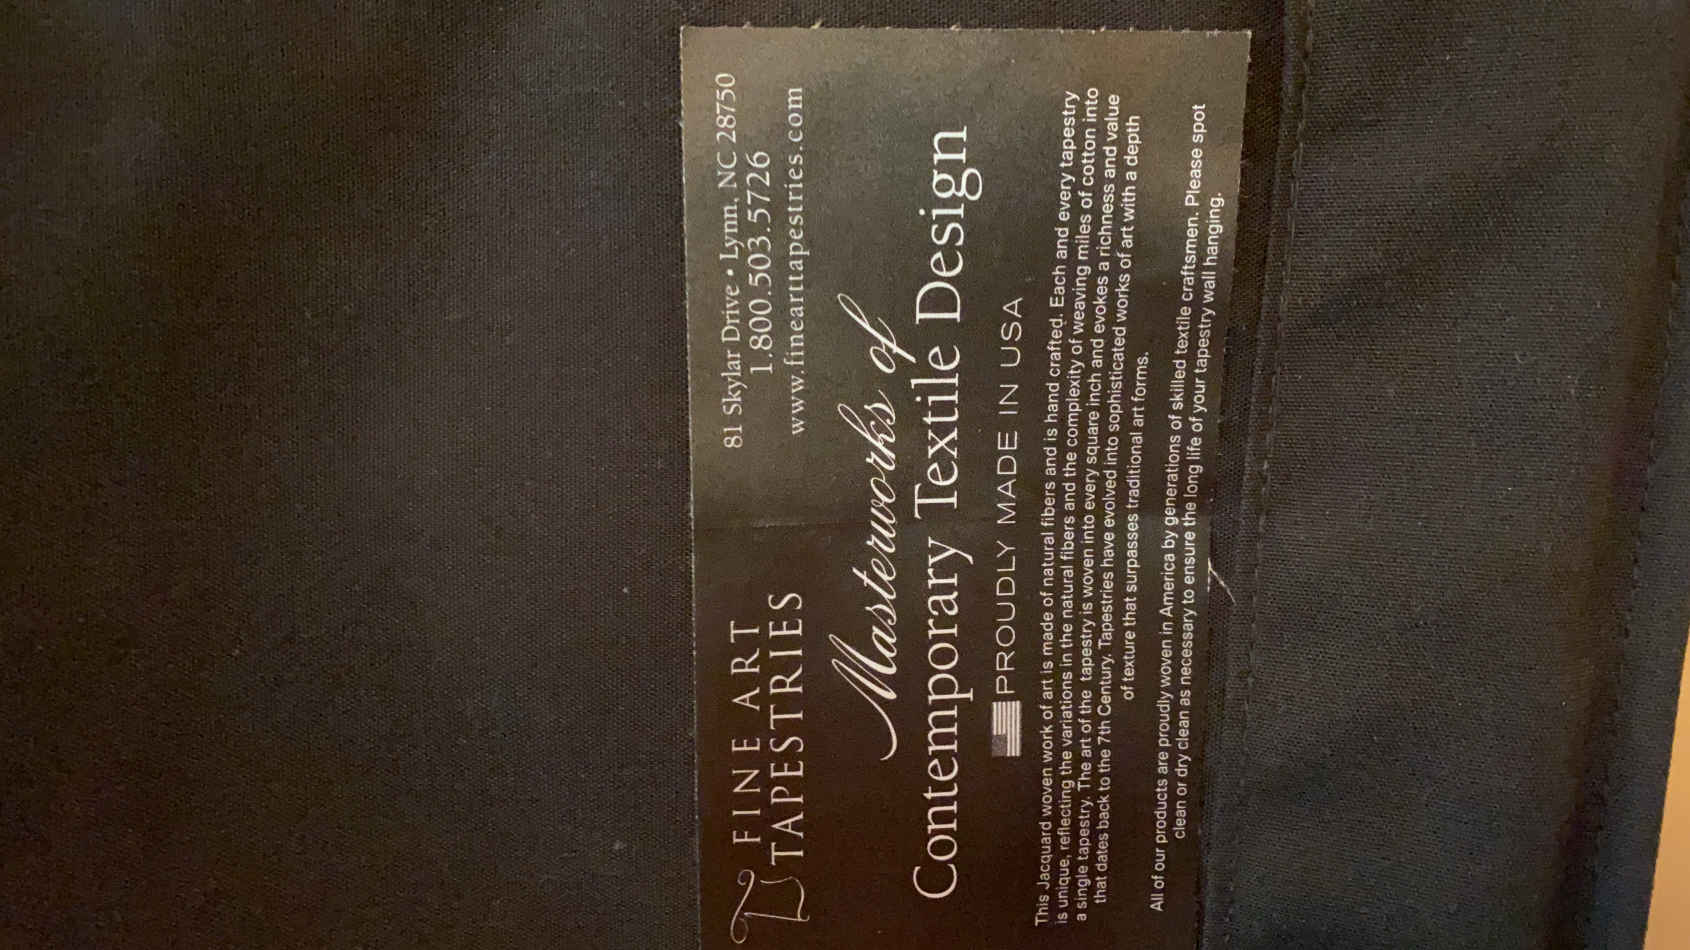 FINE ART
TAPESTRIES
81 Skylar Drive • Lynn, NC 28750
1.800.503.5726
www.finearttapestries.com
Masterworks of
Contemporary Textile Design
PROUDLY MADE IN USA
This Jacquard woven work of art is made of natural fibers and is hand crafted. Each and every tapestry
is unique, reflecting the variations in the natural fibers and the complexity of weaving miles of cotton into
a single tapestry. The art of the tapestry is woven into every square inch and evokes a richness and value
that dates back to the 7th Century. Tapestries have evolved into sophisticated works of art with a depth
of texture that surpasses traditional art forms.
All of our products are proudly woven in America by generations of skilled textile craftsmen. Please spot
clean or dry clean as necessary to ensure the long life of your tapestry wall hanging.